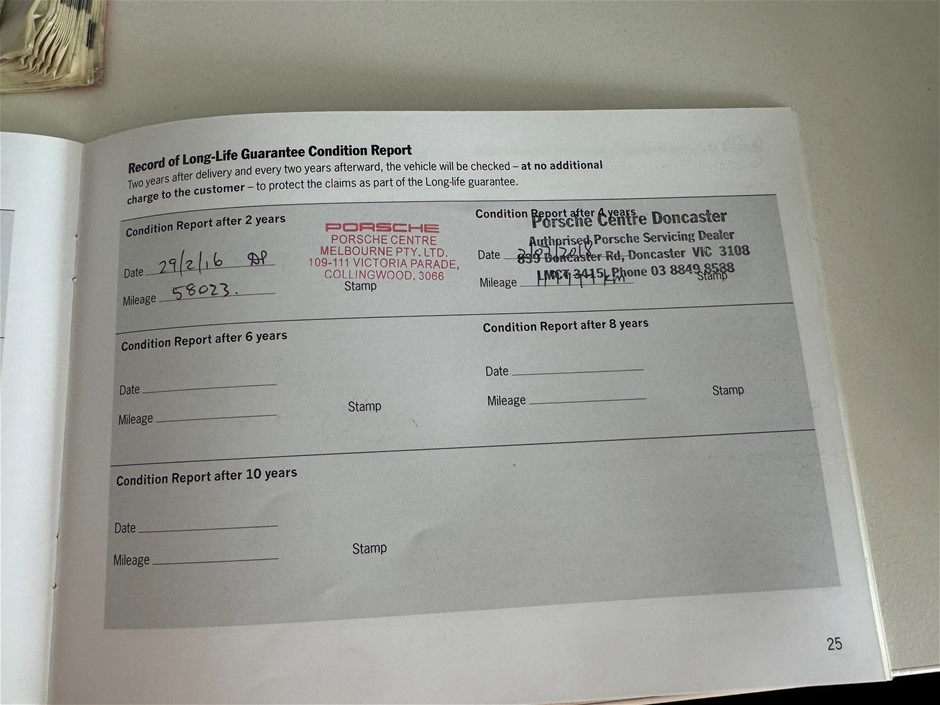 Record of Long-Life Guarantee Condition Report
Two years after delivery and every two years afterward, the vehicle will be checked – at no additional
charge to the customer – to protect the claims as part of the Long-life guarantee.
Condition Report after 2 years
Date 29/2/16 DP
Mileage 58023.
PORSCHE
PORSCHE CENTRE
MELBOURNE PTY. LTD.
109-111 VICTORIA PARADE,
COLLINGWOOD. 3066
Stamp
Condition Report after 4 years
Porsche Centre Doncaster
Authprised Porsche Servicing Dealer
Date
Doncaster Rd, Doncaster VIC 3108
Mileage
LMCT 3415 Phone 03 8849 8588
Stamp
Condition Report after 6 years
Date
Mileage
Stamp
Condition Report after 8 years
Date
Mileage
Stamp
Condition Report after 10 years
Date
Mileage
Stamp
25